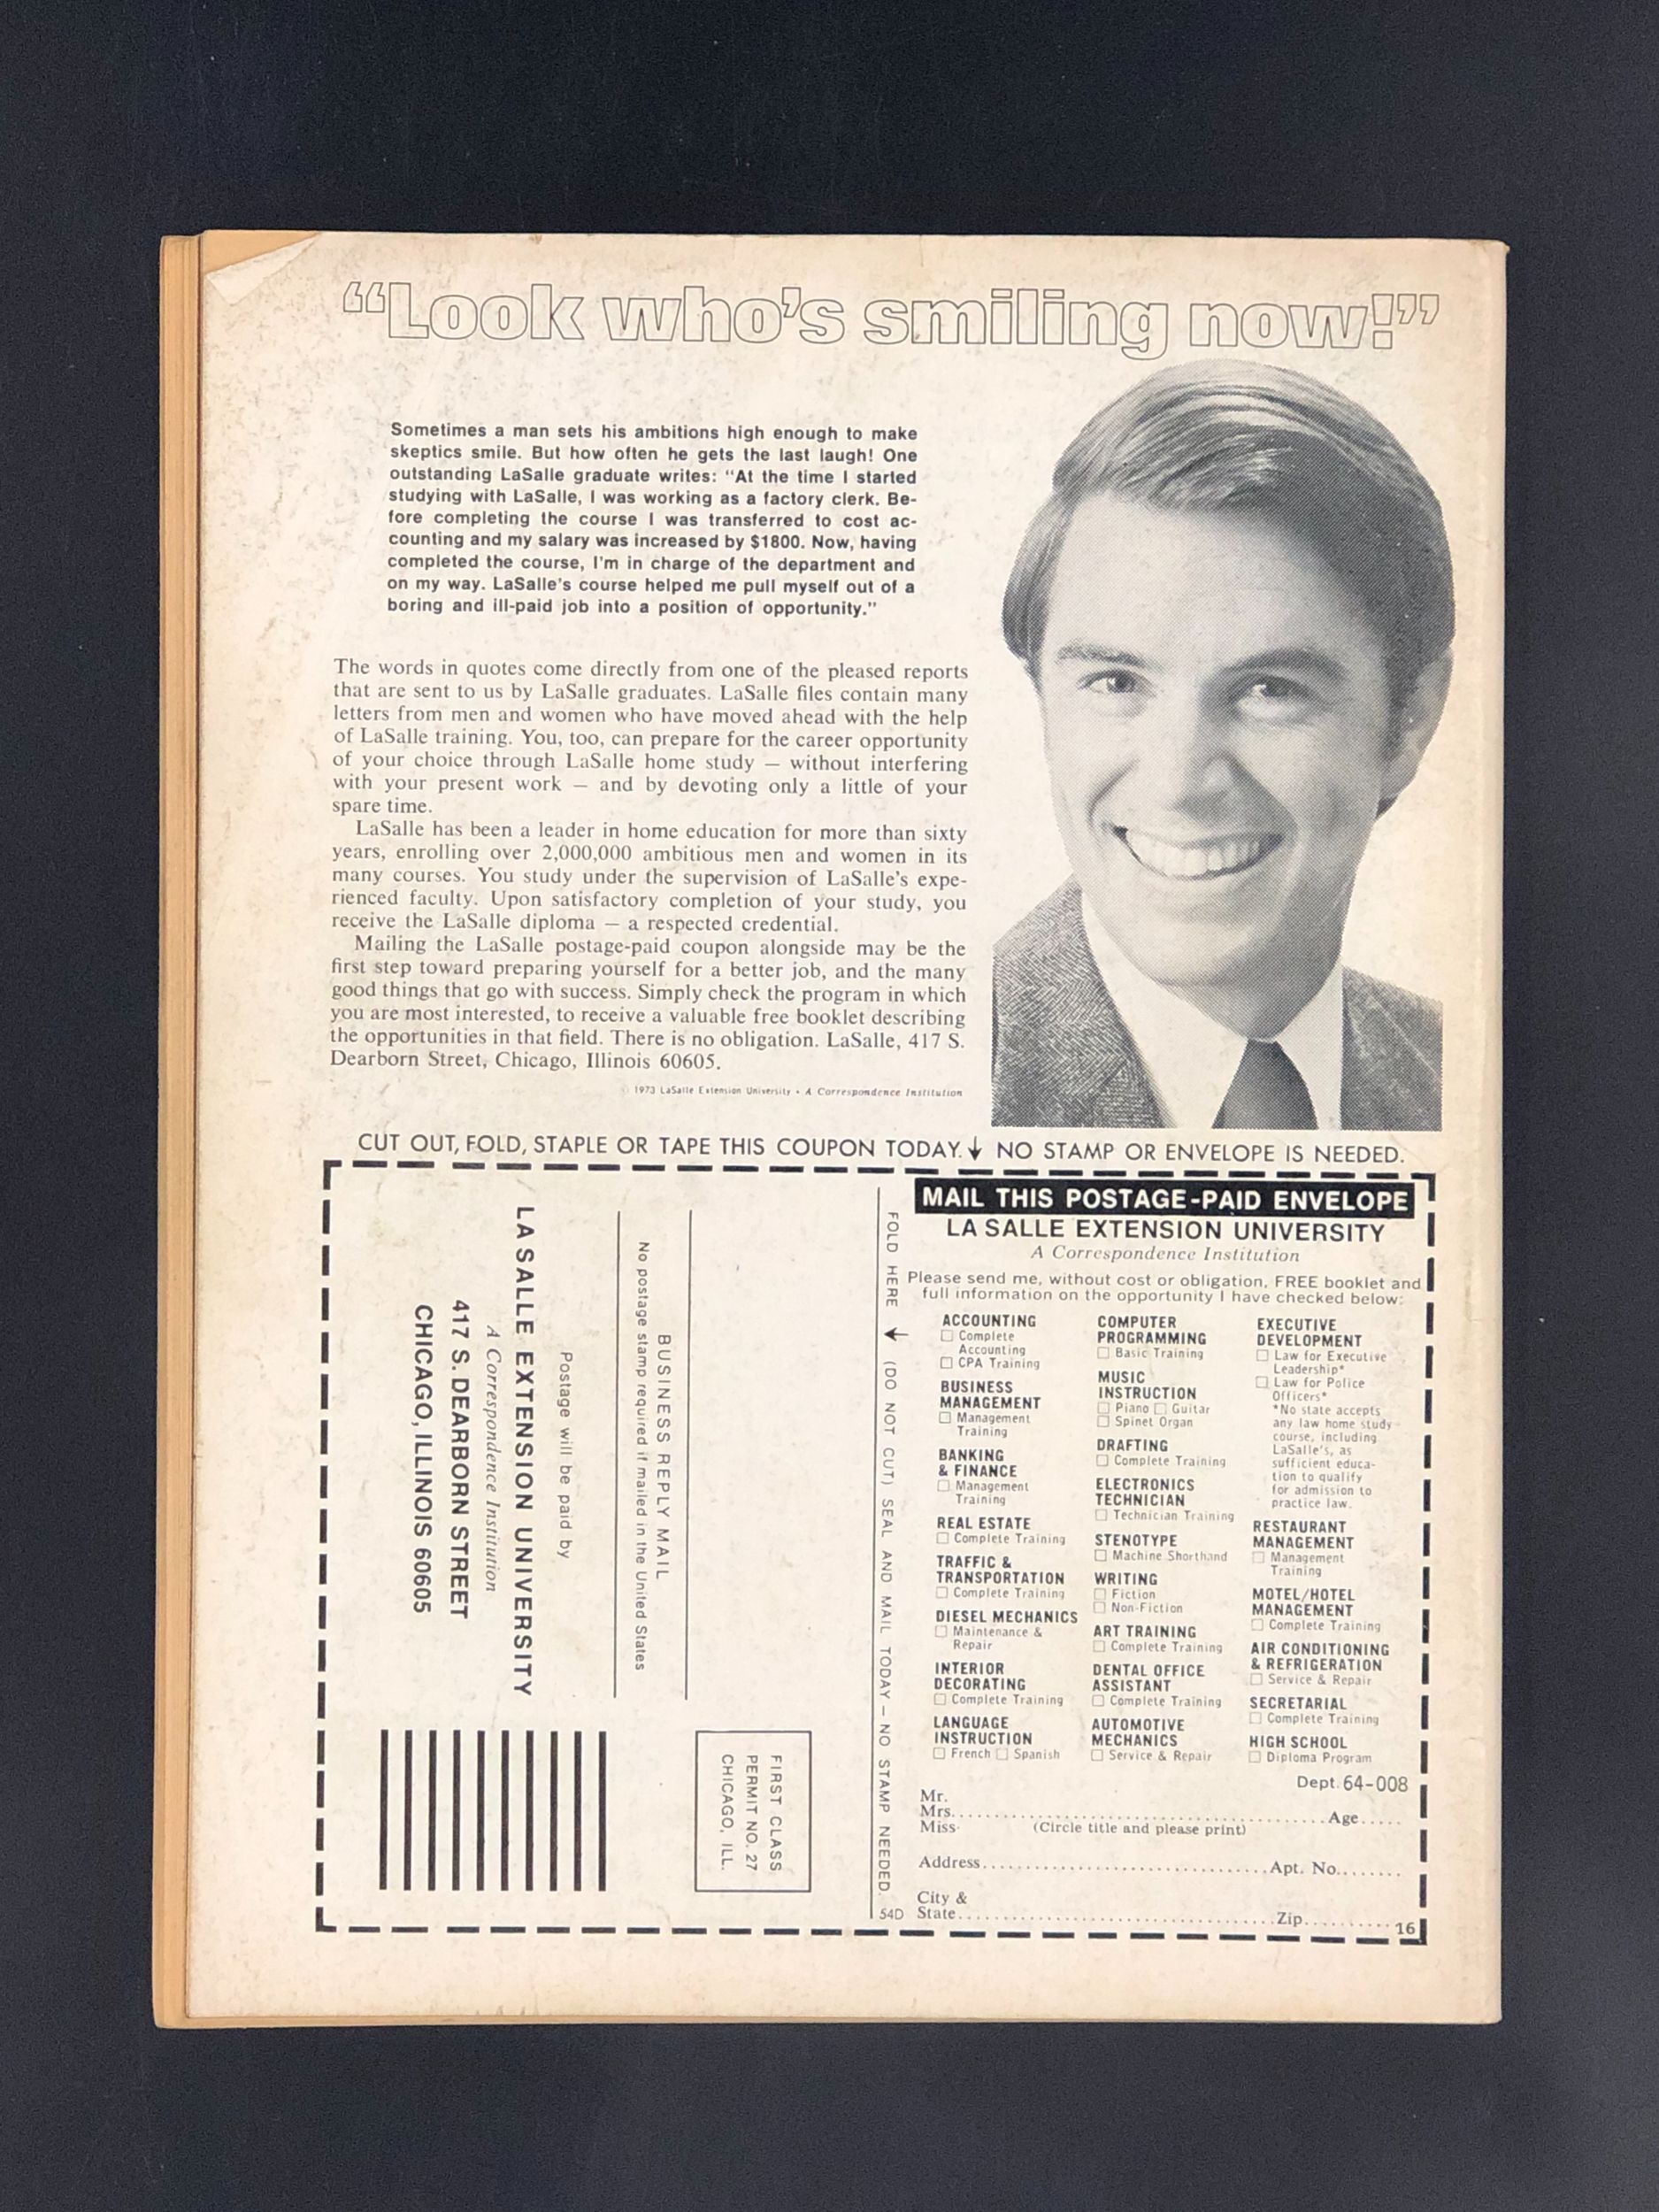 “Look who's smiling now!”
Sometimes a man sets his ambitions high enough to make
skeptics smile. But how often he gets the last laugh! One
outstanding LaSalle graduate writes: “At the time I started
studying with LaSalle, I was working as a factory clerk. Be-
fore completing the course I was transferred to cost ac-
counting and my salary was increased by $1800. Now, having
completed the course, I'm in charge of the department and
on my way. LaSalle's course helped me pull myself out of a
boring and ill-paid job into a position of opportunity.”
The words in quotes come directly from one of the pleased reports
that are sent to us by LaSalle graduates. LaSalle files contain many
letters from men and women who have moved ahead with the help
of LaSalle training. You, too, can prepare for the career opportunity
of your choice through LaSalle home study — without interfering
with your present work — and by devoting only a little of your
spare time.
LaSalle has been a leader in home education for more than sixty
years, enrolling over 2,000,000 ambitious men and women in its
many courses. You study under the supervision of LaSalle's expe-
rienced faculty. Upon satisfactory completion of your study, you
receive the LaSalle diploma — a respected credential.
Mailing the LaSalle postage-paid coupon alongside may be the
first step toward preparing yourself for a better job, and the many
good things that go with success. Simply check the program in which
you are most interested, to receive a valuable free booklet describing
the opportunities in that field. There is no obligation. LaSalle, 417 S.
Dearborn Street, Chicago, Illinois 60605.
1973 LaSalle Extension University • A Correspondence Institution
CUT OUT, FOLD, STAPLE OR TAPE THIS COUPON TODAY. ↓ NO STAMP OR ENVELOPE IS NEEDED.
FIRST CLASS
PERMIT NO. 27
CHICAGO, ILL.
BUSINESS REPLY MAIL
No postage stamp required if mailed in the United States
Postage will be paid by
LA SALLE EXTENSION UNIVERSITY
A Correspondence Institution
417 S. DEARBORN STREET
CHICAGO, ILLINOIS 60605
FOLD HERE → (DO NOT CUT) SEAL AND MAIL TODAY — NO STAMP NEEDED.
54D
MAIL THIS POSTAGE-PAID ENVELOPE
LA SALLE EXTENSION UNIVERSITY
A Correspondence Institution
Please send me, without cost or obligation, FREE booklet and
full information on the opportunity I have checked below:
ACCOUNTING
☐ Complete
Accounting
☐ CPA Training
BUSINESS
MANAGEMENT
☐ Management
Training
BANKING
& FINANCE
☐ Management
Training
REAL ESTATE
☐ Complete Training
TRAFFIC &
TRANSPORTATION
☐ Complete Training
DIESEL MECHANICS
☐ Maintenance &
Repair
INTERIOR
DECORATING
☐ Complete Training
LANGUAGE
INSTRUCTION
☐ French ☐ Spanish
COMPUTER
PROGRAMMING
☐ Basic Training
MUSIC
INSTRUCTION
☐ Piano ☐ Guitar
☐ Spinet Organ
DRAFTING
☐ Complete Training
ELECTRONICS
TECHNICIAN
☐ Technician Training
STENOTYPE
☐ Machine Shorthand
WRITING
☐ Fiction
☐ Non-Fiction
ART TRAINING
☐ Complete Training
DENTAL OFFICE
ASSISTANT
☐ Complete Training
AUTOMOTIVE
MECHANICS
☐ Service & Repair
EXECUTIVE
DEVELOPMENT
☐ Law for Executive
Leadership*
☐ Law for Police
Officers*
*No state accepts
any law home study
course, including
LaSalle's, as
sufficient educa-
tion to qualify
for admission to
practice law.
RESTAURANT
MANAGEMENT
☐ Management
Training
MOTEL/HOTEL
MANAGEMENT
☐ Complete Training
AIR CONDITIONING
& REFRIGERATION
☐ Service & Repair
SECRETARIAL
☐ Complete Training
HIGH SCHOOL
☐ Diploma Program
Dept. 64-008
Mr.
Mrs. Age
Miss (Circle title and please print)
Address Apt. No.
City &
State Zip
16